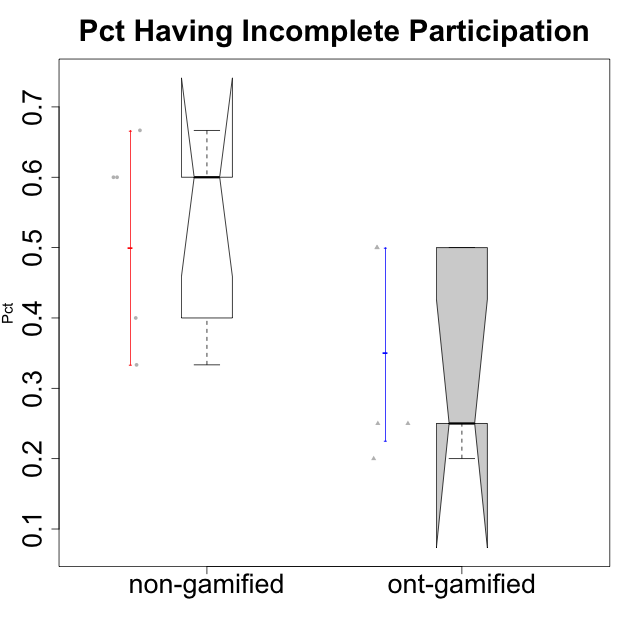 Pct Having Incomplete Participation
Pct
0.7
0.6
0.5
0.4
0.3
0.2
0.1
non-gamified
ont-gamified